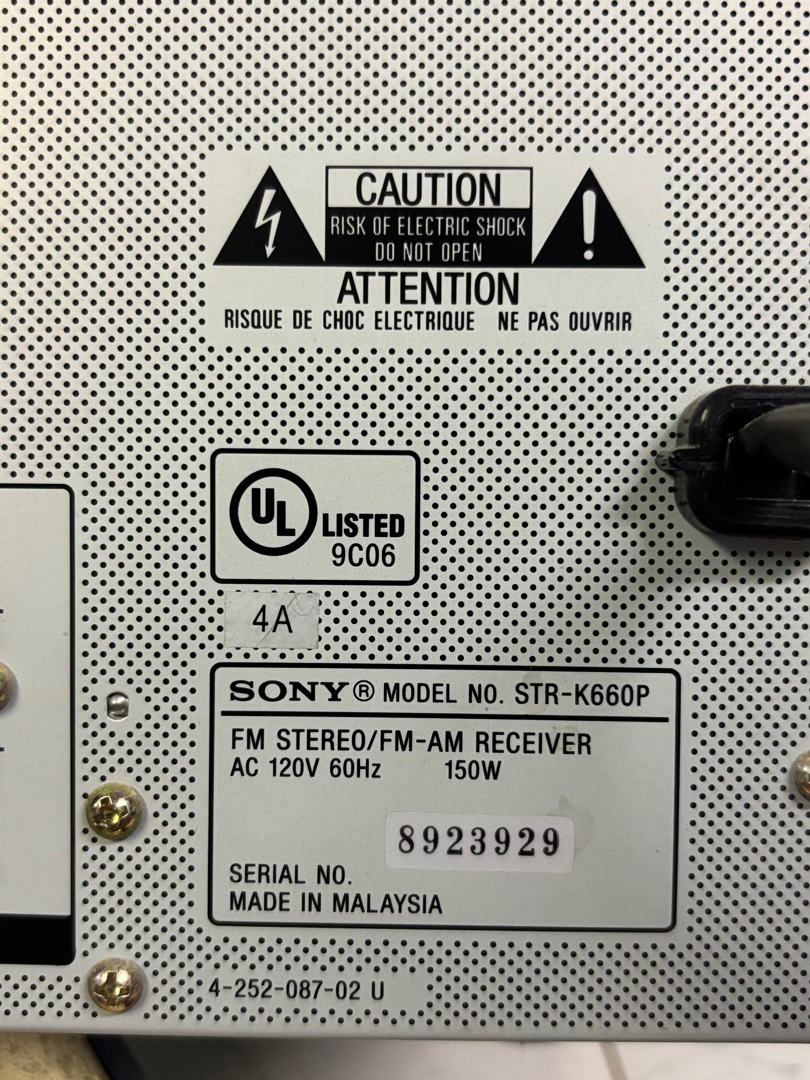 CAUTION
RISK OF ELECTRIC SHOCK
DO NOT OPEN
ATTENTION
RISQUE DE CHOC ELECTRIQUE NE PAS OUVRIR
UL LISTED
9C06
4A
SONY® MODEL NO. STR-K660P
FM STEREO/FM-AM RECEIVER
AC 120V 60Hz 150W
8923929
SERIAL NO.
MADE IN MALAYSIA
4-252-087-02 U